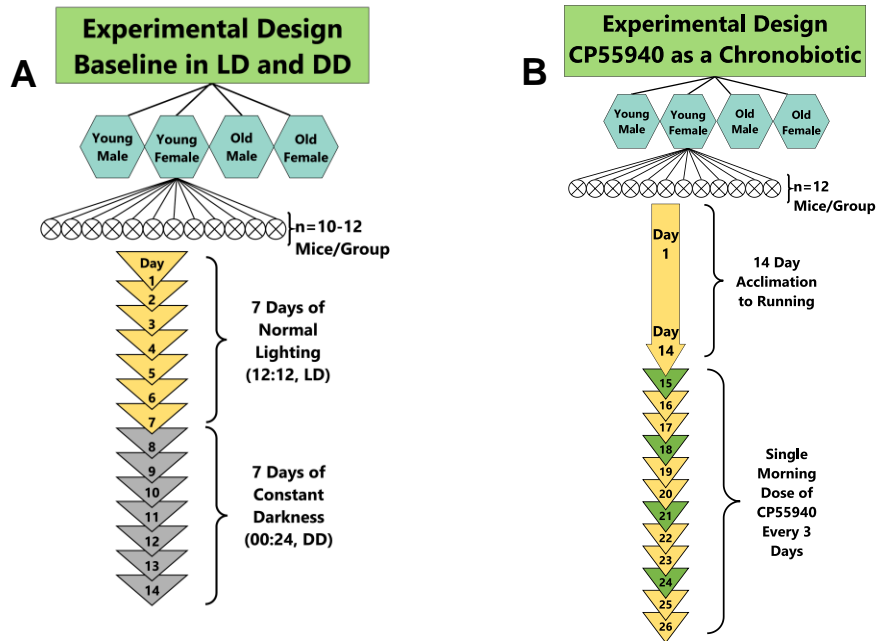 A
Experimental Design
Baseline in LD and DD
Young
Male
Young
Female
Old
Male
Old
Female
n=10-12
Mice/Group
Day
1
2
3
4
5
6
7
8
9
10
11
12
13
14
7 Days of
Normal
Lighting
(12:12, LD)
7 Days of
Constant
Darkness
(00:24, DD)
B
Experimental Design
CP55940 as a Chronobiotic
Young
Male
Young
Female
Old
Male
Old
Female
n=12
Mice/Group
Day
1
Day
14
14 Day
Acclimation
to Running
15
16
17
18
19
20
21
22
23
24
25
26
Single
Morning
Dose of
CP55940
Every 3
Days